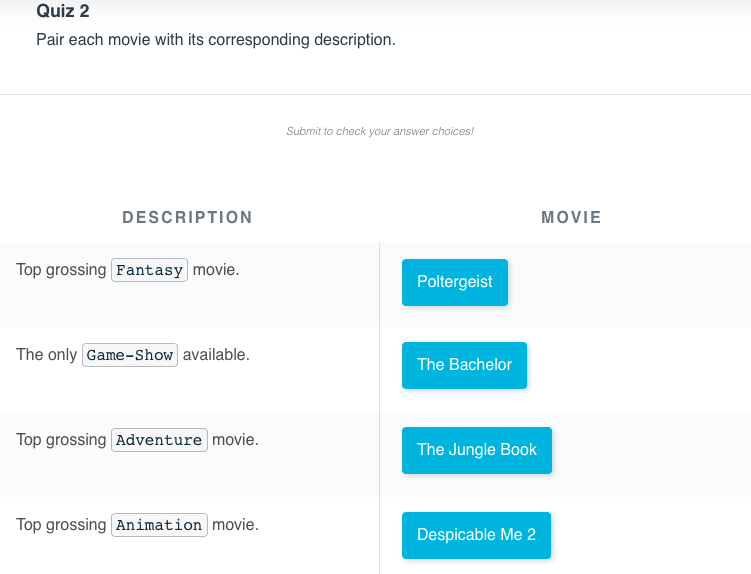 Quiz 2
Pair each movie with its corresponding description.
Submit to check your answer choices!
DESCRIPTION MOVIE
Top grossing Fantasy movie. Poltergeist
The only Game-Show available. The Bachelor
Top grossing Adventure movie. The Jungle Book
Top grossing Animation movie. Despicable Me 2